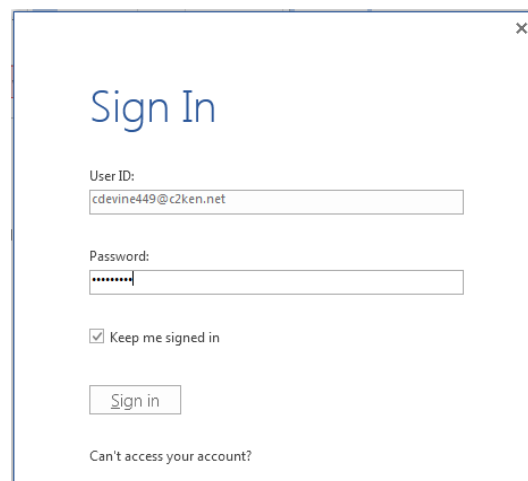 Sign In
User ID:
cdevine449@c2ken.net
Password:
•••••••••
Keep me signed in
Sign in
Can't access your account?